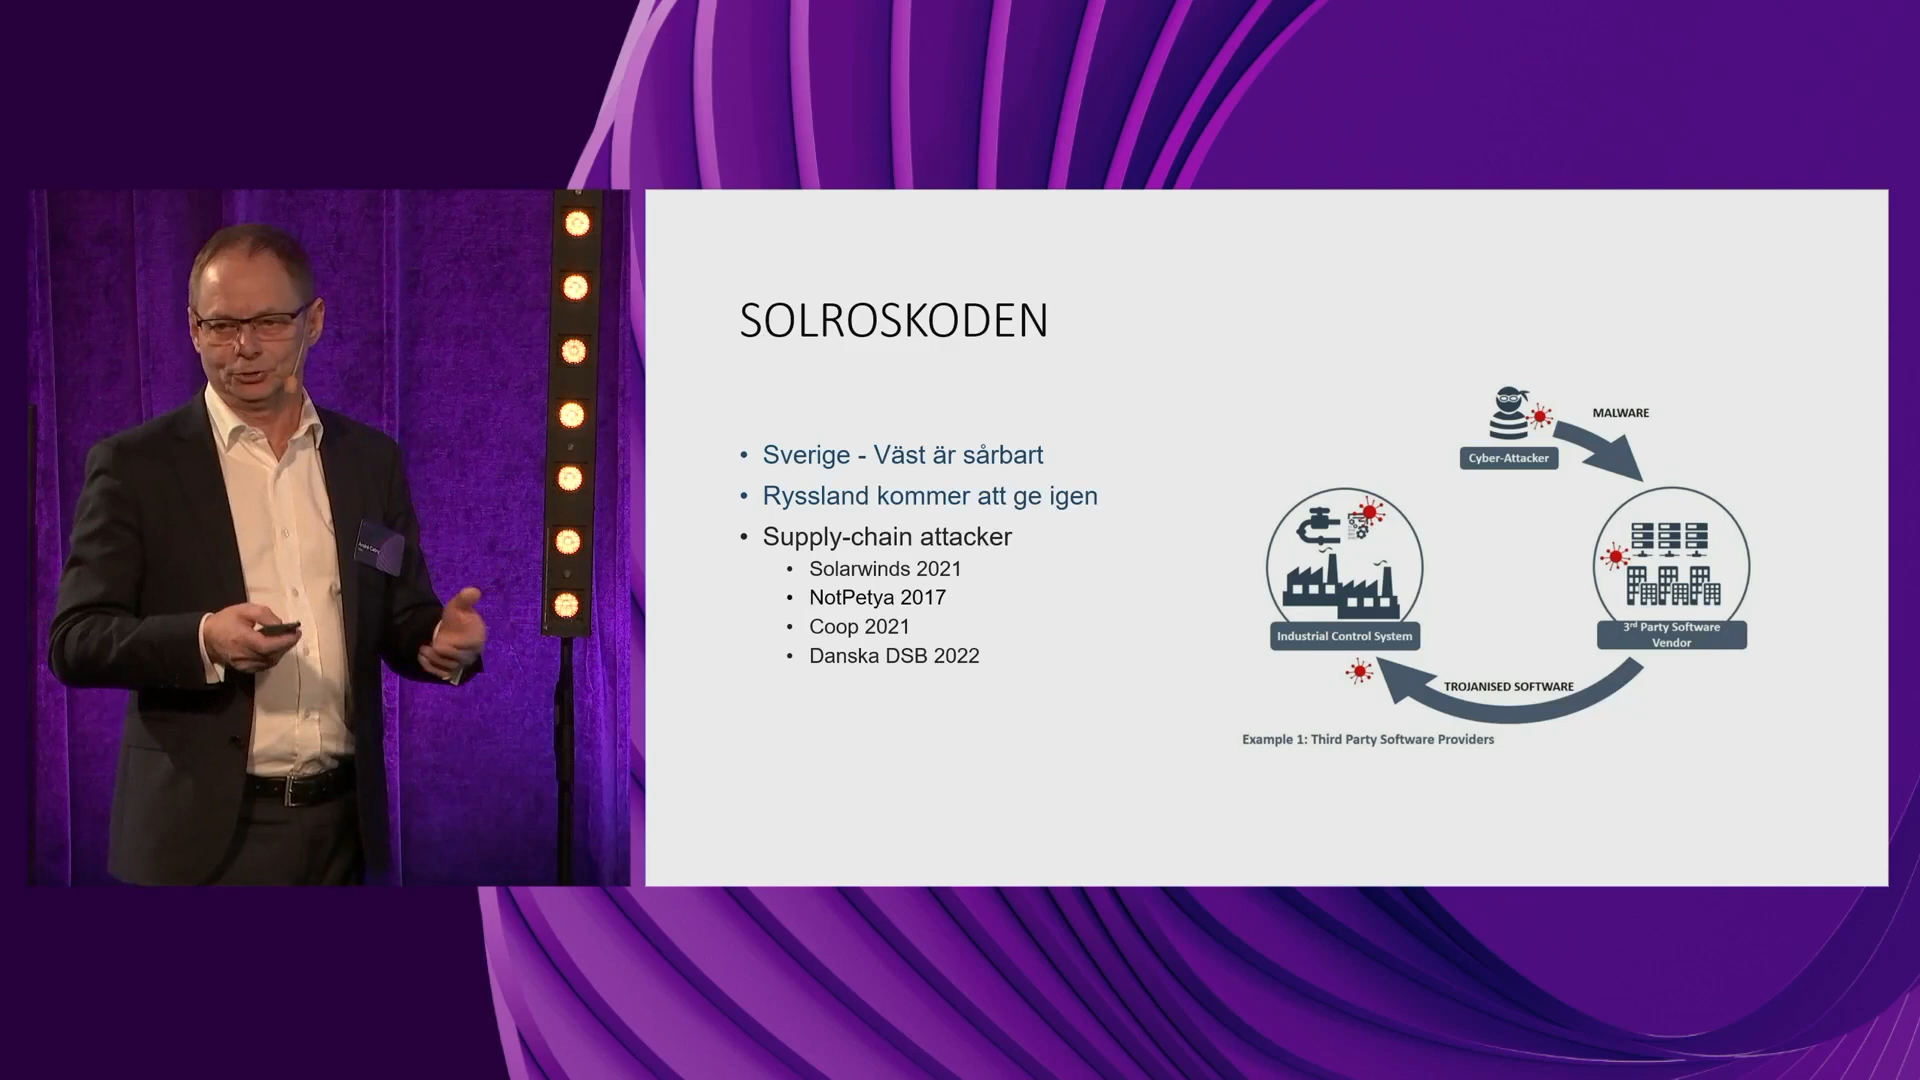 SOLROSKODEN
• Sverige - Väst är sårbart
• Ryssland kommer att ge igen
• Supply-chain attacker
• Solarwinds 2021
• NotPetya 2017
• Coop 2021
• Danska DSB 2022
MALWARE
Cyber-Attacker
Industrial Control System
3rd Party Software
Vendor
TROJANISED SOFTWARE
Example 1: Third Party Software Providers